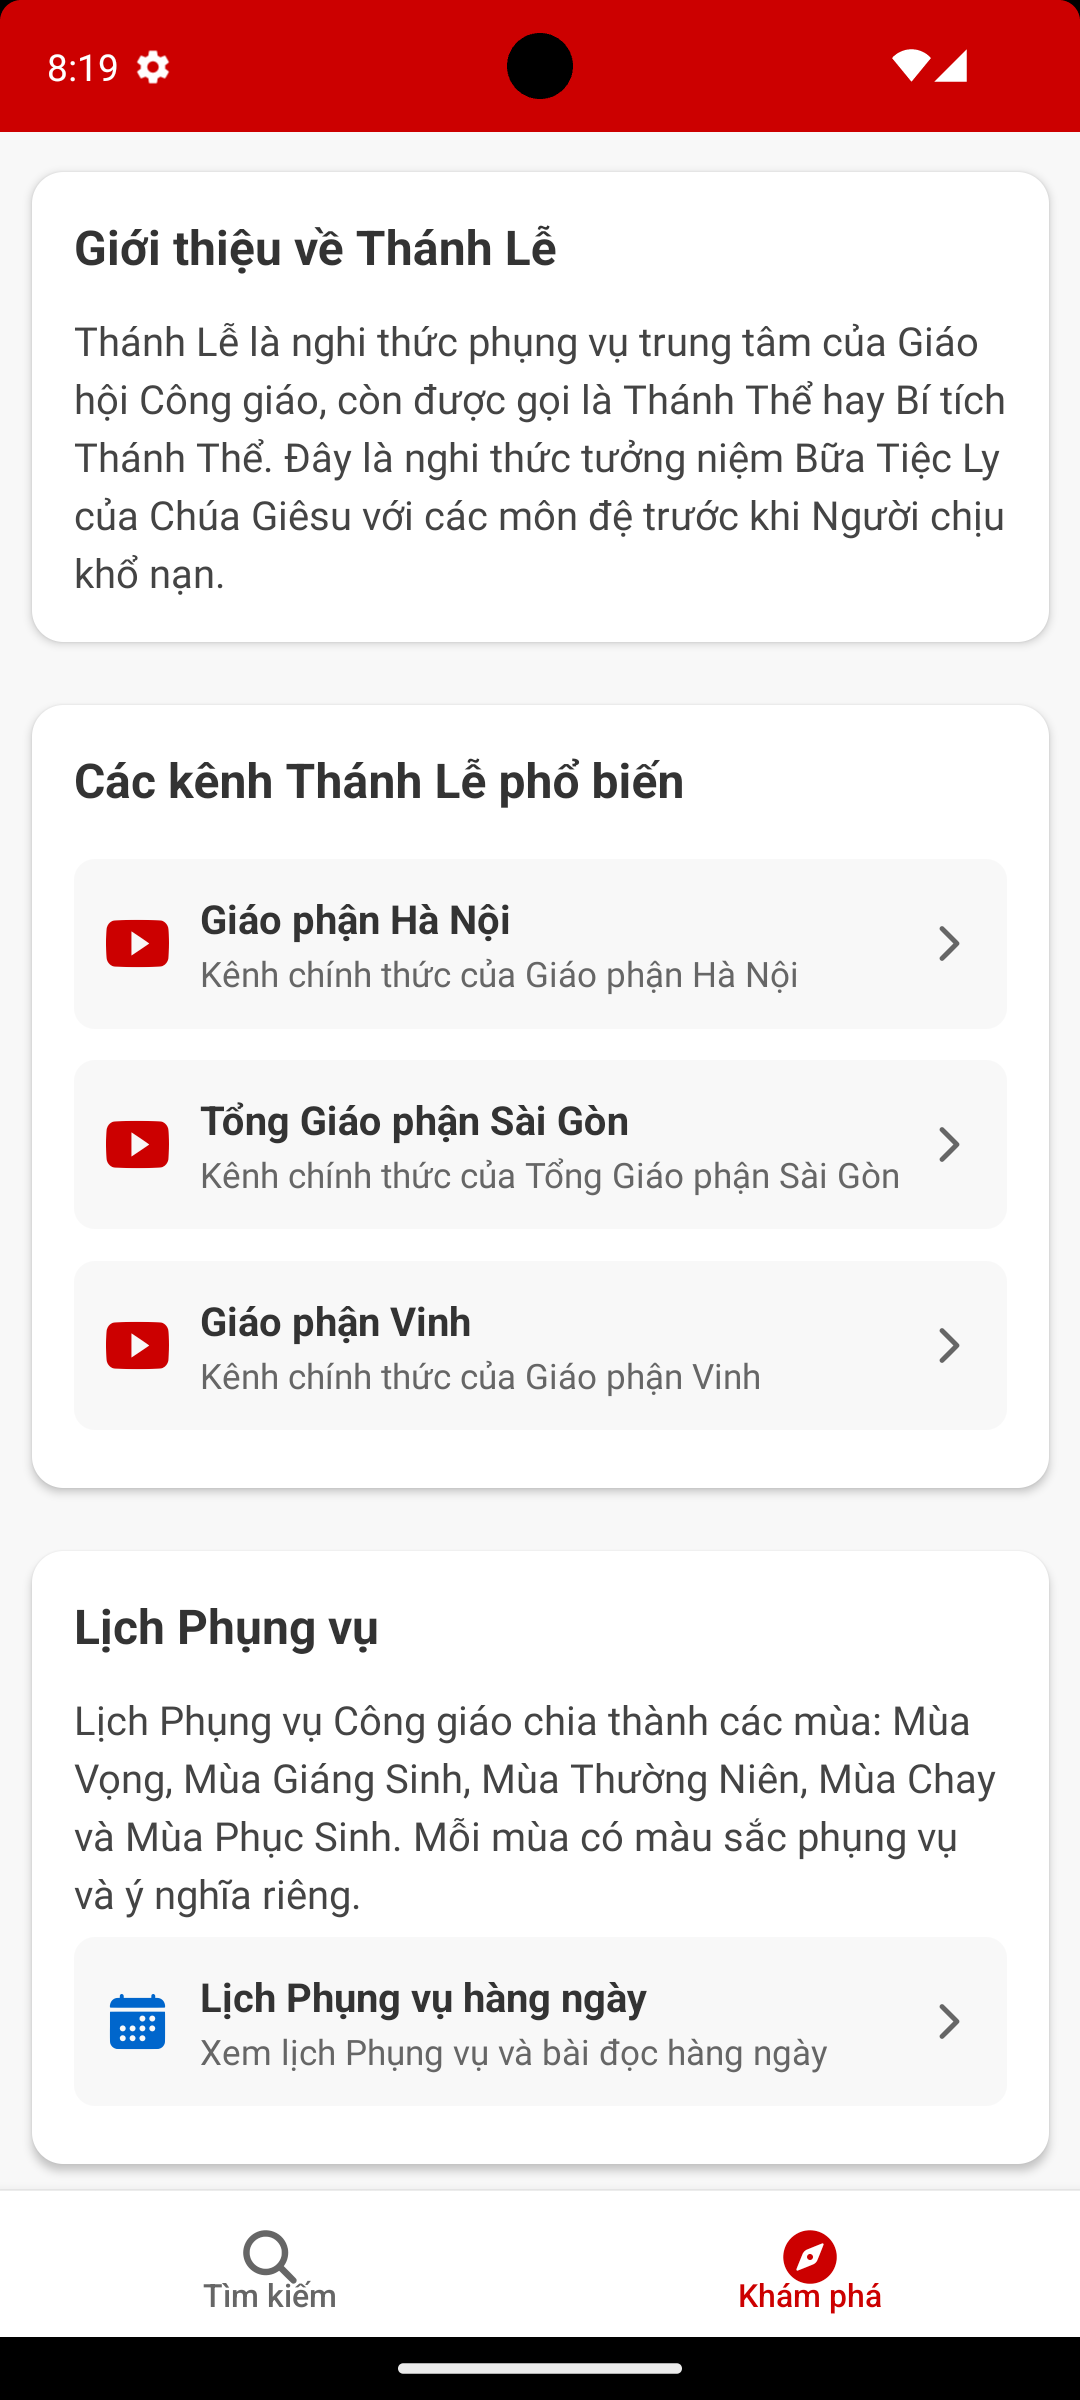 8:19
Giới thiệu về Thánh Lễ
Thánh Lễ là nghi thức phụng vụ trung tâm của Giáo
hội Công giáo, còn được gọi là Thánh Thể hay Bí tích
Thánh Thể. Đây là nghi thức tưởng niệm Bữa Tiệc Ly
của Chúa Giêsu với các môn đệ trước khi Người chịu
khổ nạn.
Các kênh Thánh Lễ phổ biến
Giáo phận Hà Nội
Kênh chính thức của Giáo phận Hà Nội
Tổng Giáo phận Sài Gòn
Kênh chính thức của Tổng Giáo phận Sài Gòn
Giáo phận Vinh
Kênh chính thức của Giáo phận Vinh
Lịch Phụng vụ
Lịch Phụng vụ Công giáo chia thành các mùa: Mùa
Vọng, Mùa Giáng Sinh, Mùa Thường Niên, Mùa Chay
và Mùa Phục Sinh. Mỗi mùa có màu sắc phụng vụ
và ý nghĩa riêng.
Lịch Phụng vụ hàng ngày
Xem lịch Phụng vụ và bài đọc hàng ngày
Tìm kiếm
Khám phá